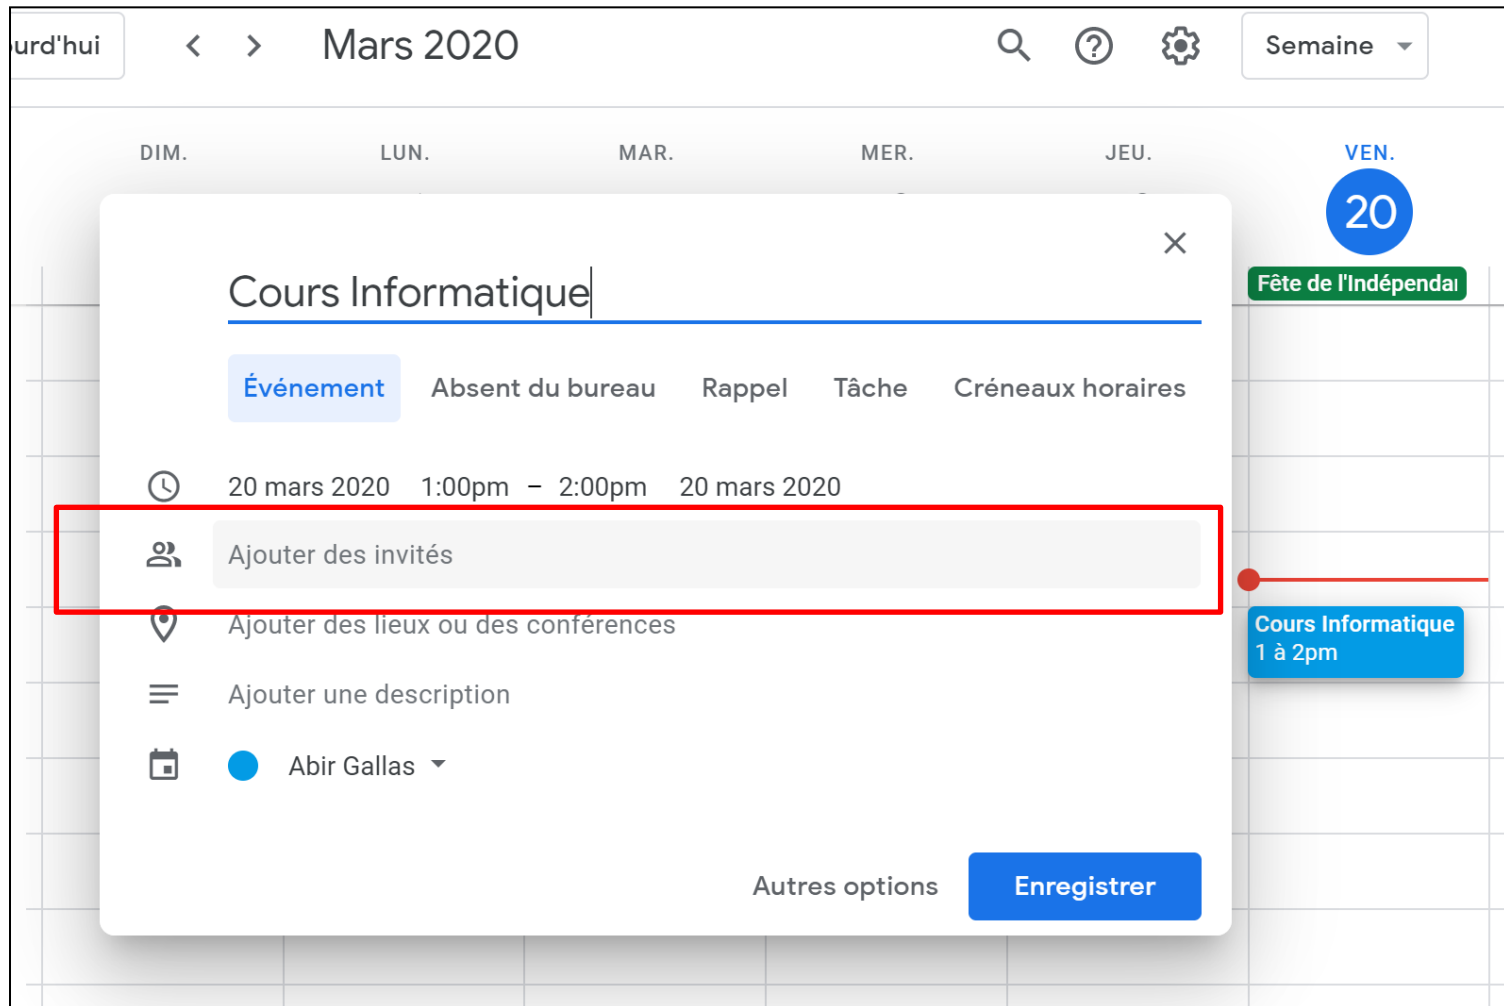 urd'hui
Mars 2020
Semaine
DIM. LUN. MAR. MER. JEU. VEN.
20
Fête de l'Indépendan
Cours Informatique
Événement Absent du bureau Rappel Tâche Créneaux horaires
20 mars 2020 1:00pm – 2:00pm 20 mars 2020
Ajouter des invités
Ajouter des lieux ou des conférences
Ajouter une description
Abir Gallas
Autres options Enregistrer
Cours Informatique
1 à 2pm